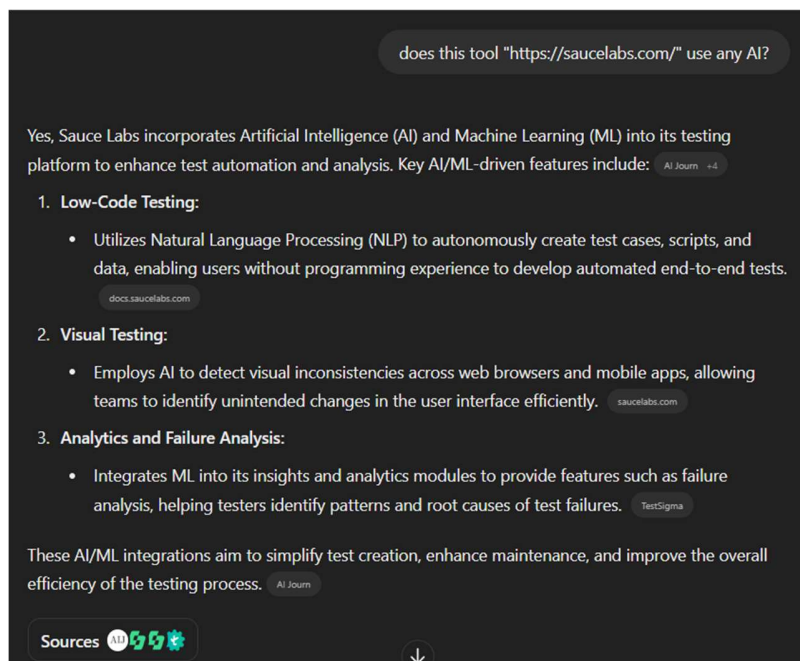 does this tool "https://saucelabs.com/" use any AI?
Yes, Sauce Labs incorporates Artificial Intelligence (AI) and Machine Learning (ML) into its testing
platform to enhance test automation and analysis. Key AI/ML-driven features include: AI Journ +4
1. Low-Code Testing:
• Utilizes Natural Language Processing (NLP) to autonomously create test cases, scripts, and
data, enabling users without programming experience to develop automated end-to-end tests.
docs.saucelabs.com
2. Visual Testing:
• Employs AI to detect visual inconsistencies across web browsers and mobile apps, allowing
teams to identify unintended changes in the user interface efficiently. saucelabs.com
3. Analytics and Failure Analysis:
• Integrates ML into its insights and analytics modules to provide features such as failure
analysis, helping testers identify patterns and root causes of test failures. TestSigma
These AI/ML integrations aim to simplify test creation, enhance maintenance, and improve the overall
efficiency of the testing process. AI Journ
Sources AIJ